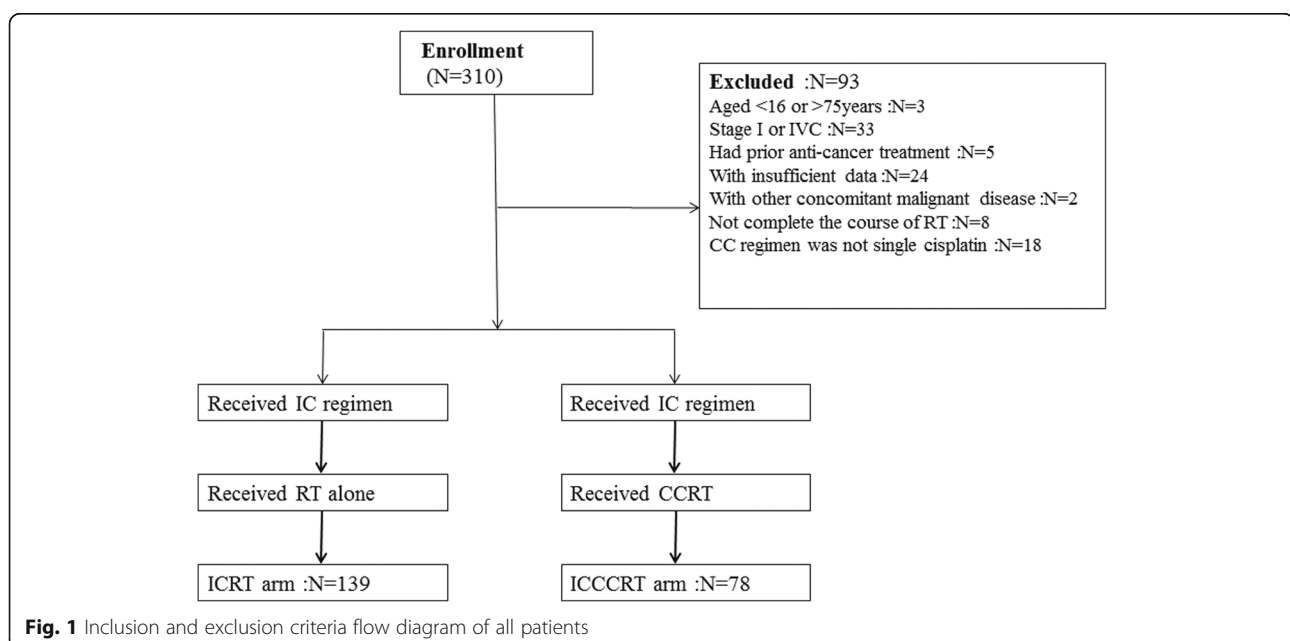 Enrollment
(N=310)
Excluded :N=93
Aged <16 or >75years :N=3
Stage I or IVC :N=33
Had prior anti-cancer treatment :N=5
With insufficient data :N=24
With other concomitant malignant disease :N=2
Not complete the course of RT :N=8
CC regimen was not single cisplatin :N=18
Received IC regimen
Received IC regimen
Received RT alone
Received CCRT
ICRT arm :N=139
ICCCRT arm :N=78
Fig. 1 Inclusion and exclusion criteria flow diagram of all patients